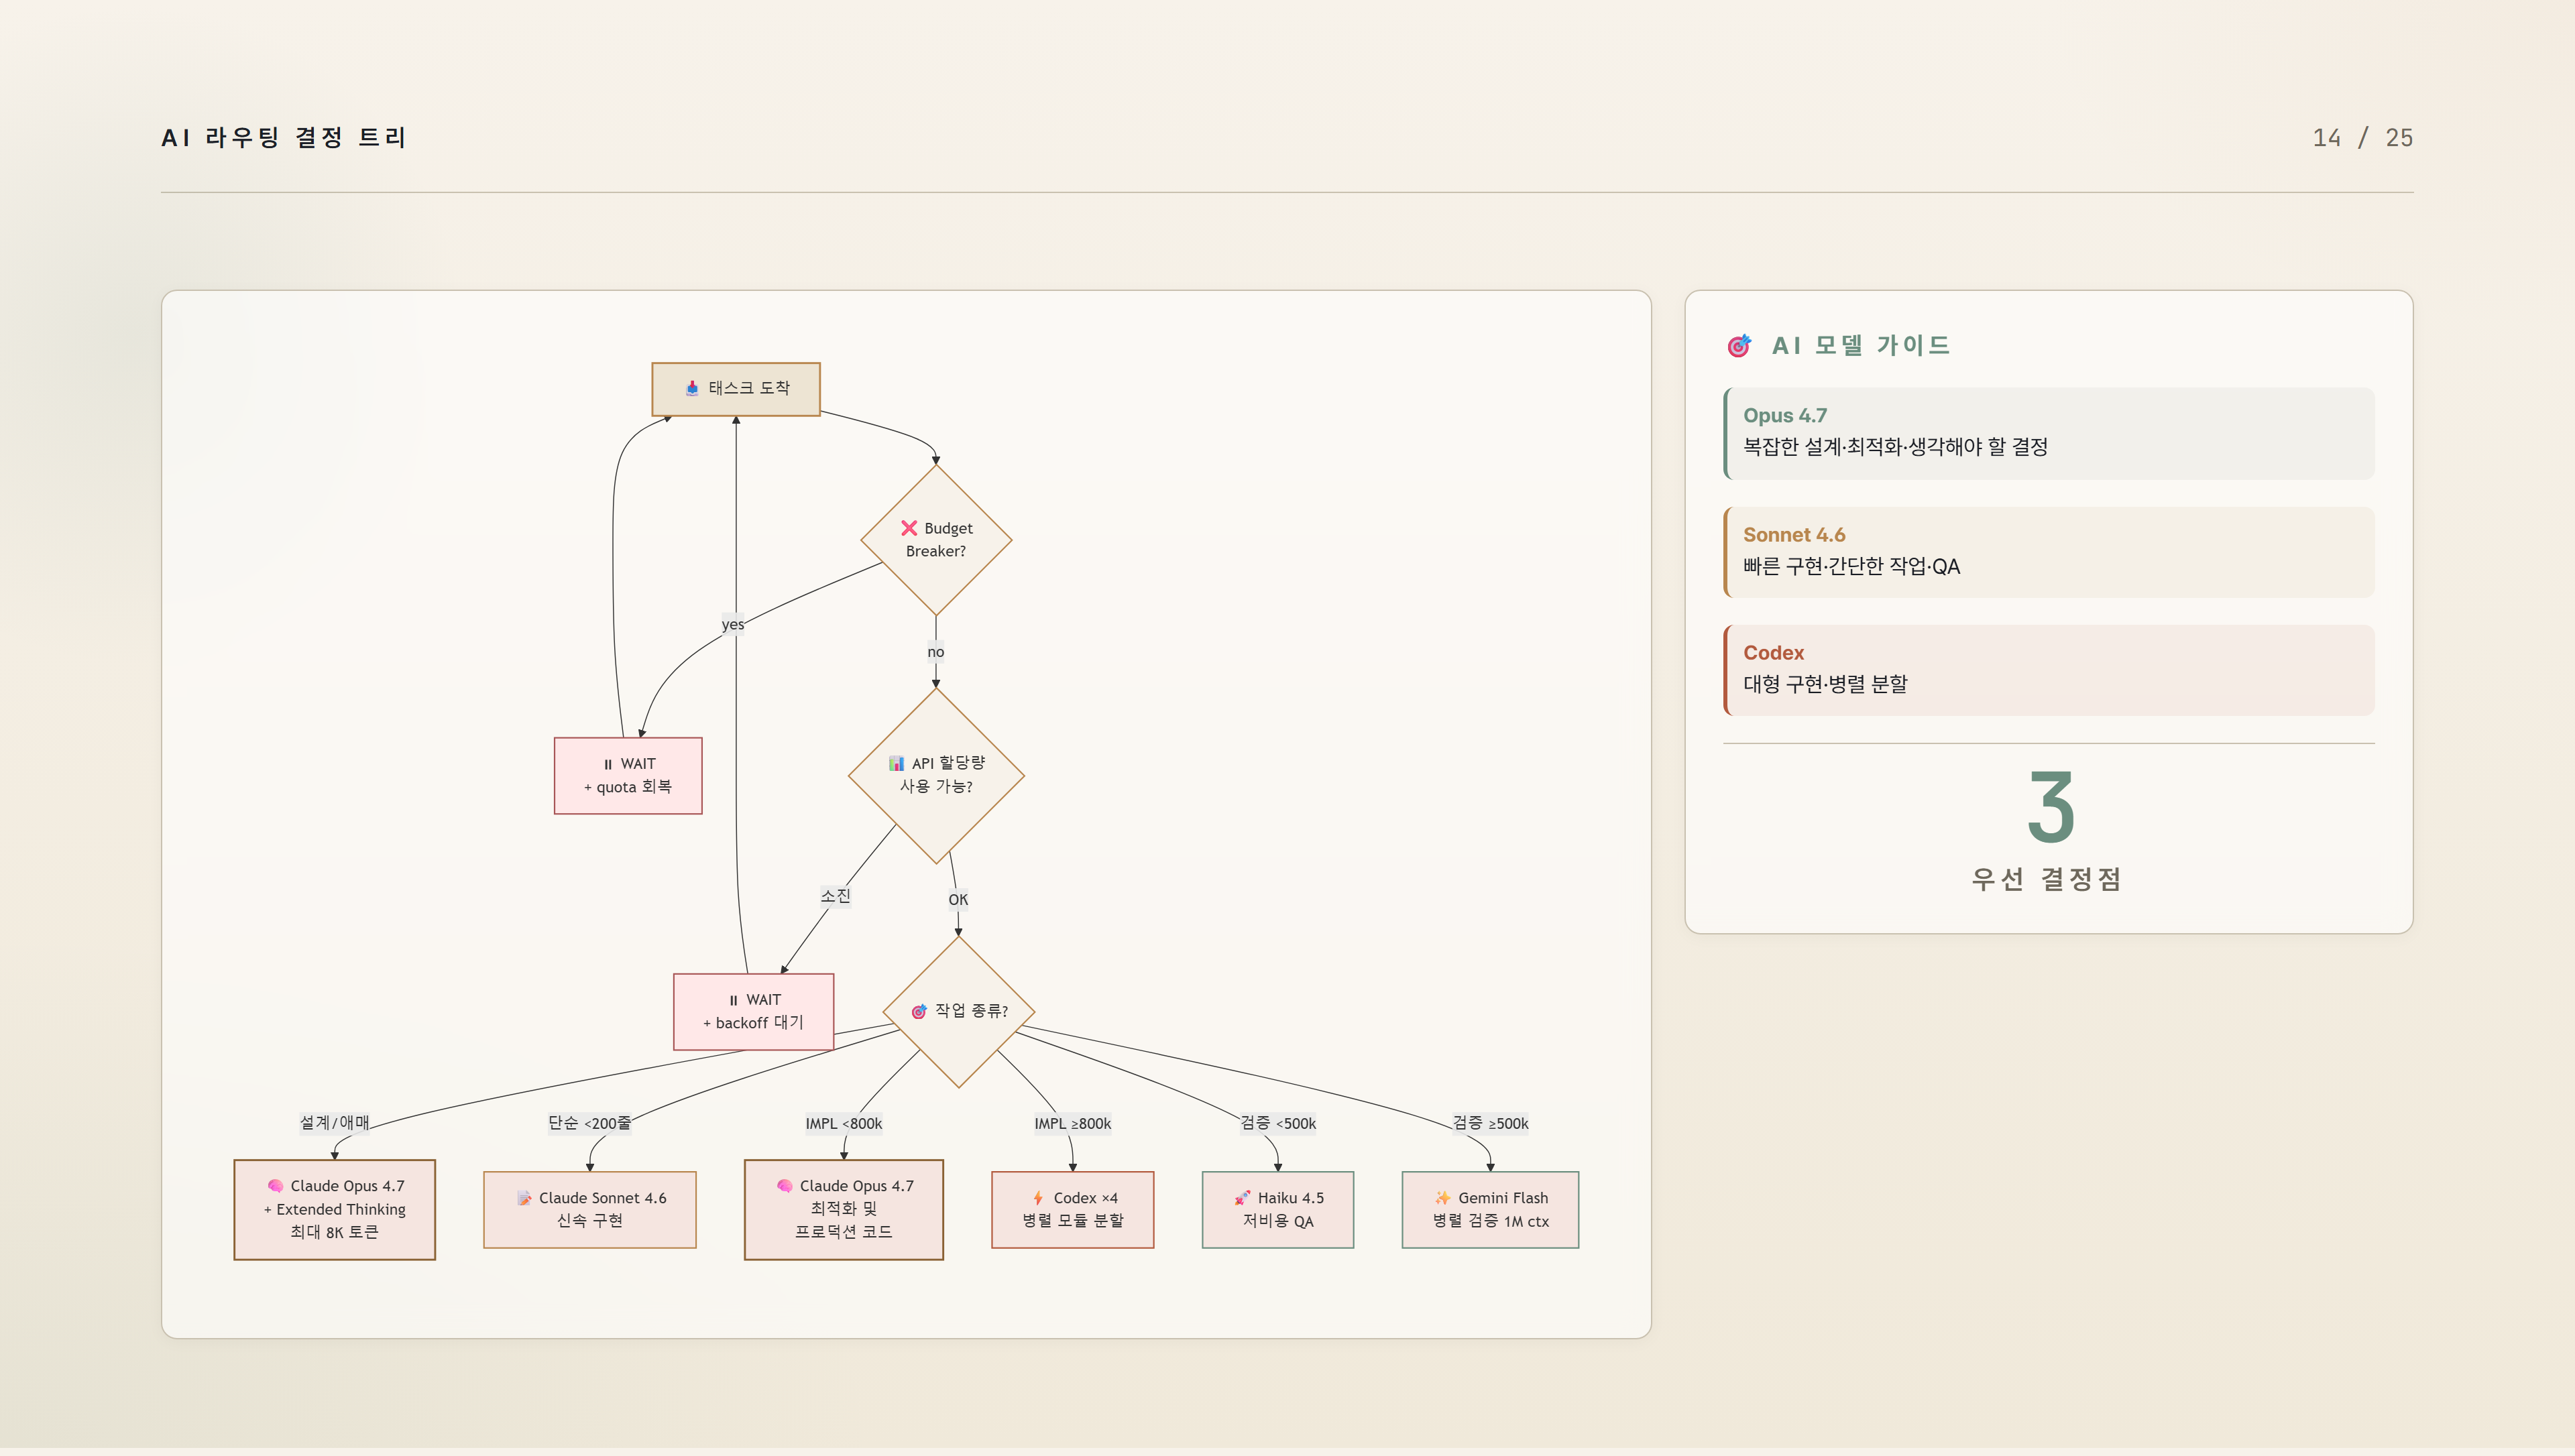 AI 라우팅 결정 트리
14 / 25
📥 태스크 도착
❌ Budget
Breaker?
yes
no
⏸ WAIT
+ quota 회복
📊 API 할당량
사용 가능?
소진
OK
⏸ WAIT
+ backoff 대기
🎯 작업 종류?
설계/애매
단순 <200줄
IMPL <800k
IMPL ≥800k
검증 <500k
검증 ≥500k
🧠 Claude Opus 4.7
+ Extended Thinking
최대 8K 토큰
📝 Claude Sonnet 4.6
신속 구현
🧠 Claude Opus 4.7
최적화 및
프로덕션 코드
⚡ Codex ×4
병렬 모듈 분할
🚀 Haiku 4.5
저비용 QA
✨ Gemini Flash
병렬 검증 1M ctx
🎯 AI 모델 가이드
Opus 4.7
복잡한 설계·최적화·생각해야 할 결정
Sonnet 4.6
빠른 구현·간단한 작업·QA
Codex
대형 구현·병렬 분할
3
우선 결정점